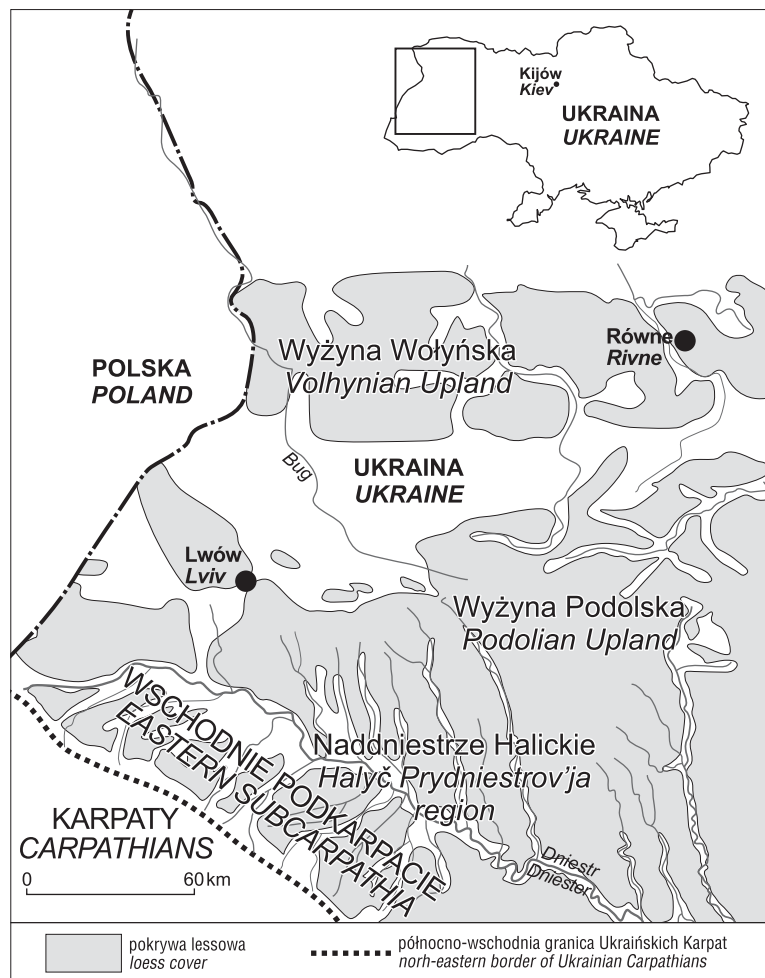 Kijów
Kiev
UKRAINA
UKRAINE
Wyżyna Wołyńska
Volhynian Upland
Równe
Rivne
POLSKA
POLAND
Bug
UKRAINA
UKRAINE
Lwów
Lviv
Wyżyna Podolska
Podolian Upland
WSCHODNIE PODKARPACIE
EASTERN SUBCARPATHIA
Naddniestrze Halickie
Halyč Prydniestrov'ja
region
KARPATY
CARPATHIANS
Dniestr
Dniester
0 60 km
pokrywa lessowa
loess cover
północno-wschodnia granica Ukraińskich Karpat
norh-eastern border of Ukrainian Carpathians